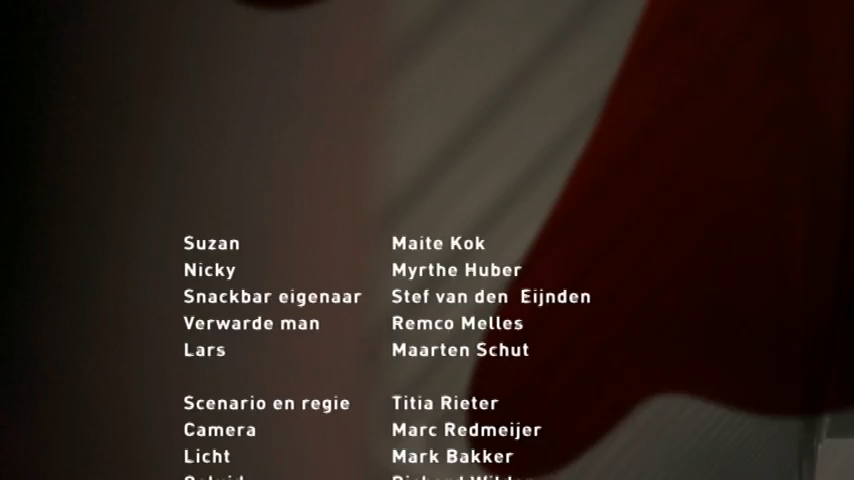 Suzan Maite Kok
Nicky Myrthe Huber
Snackbar eigenaar Stef van den Eijnden
Verwarde man Remco Melles
Lars Maarten Schut
Scenario en regie Titia Rieter
Camera Marc Redmeijer
Licht Mark Bakker